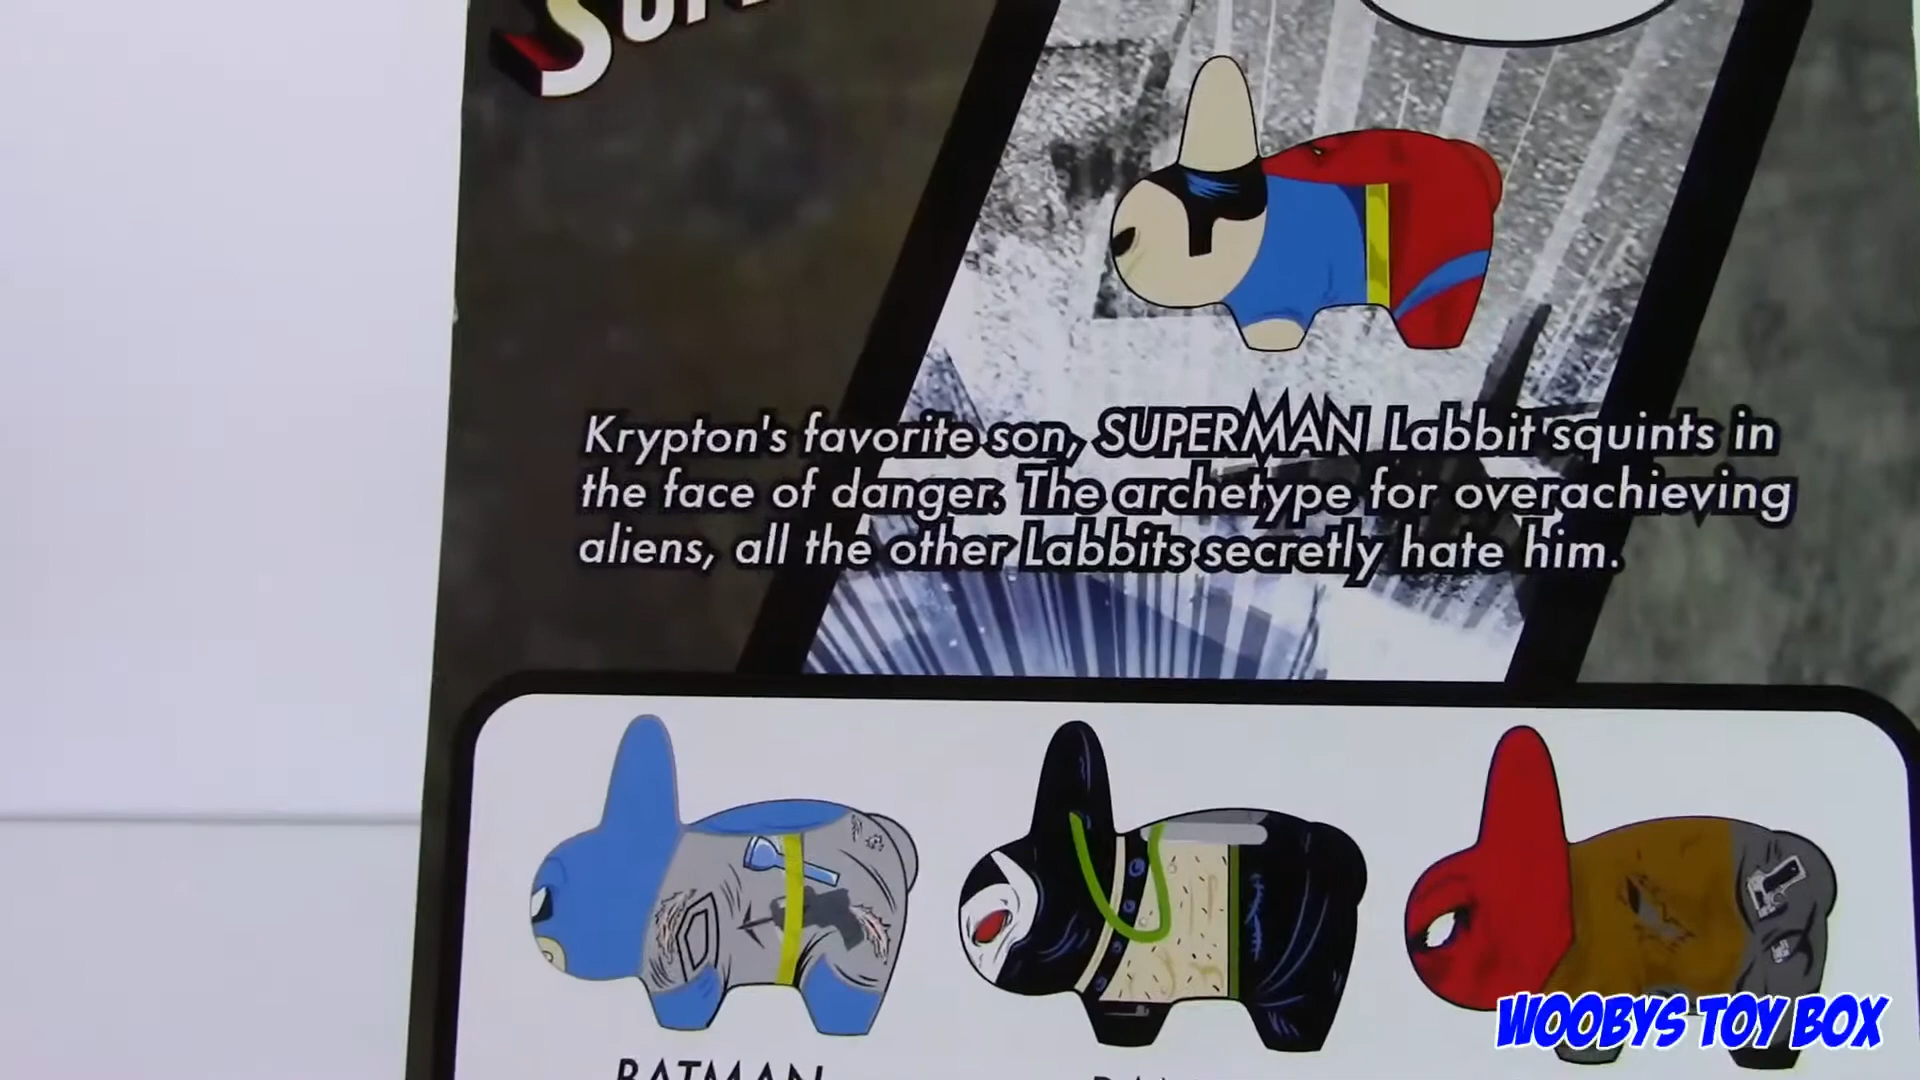 Krypton's favorite son, SUPERMAN Labbit squints in
the face of danger. The archetype for overachieving
aliens, all the other Labbits secretly hate him.
BATMAN
WOOBYS TOY BOX